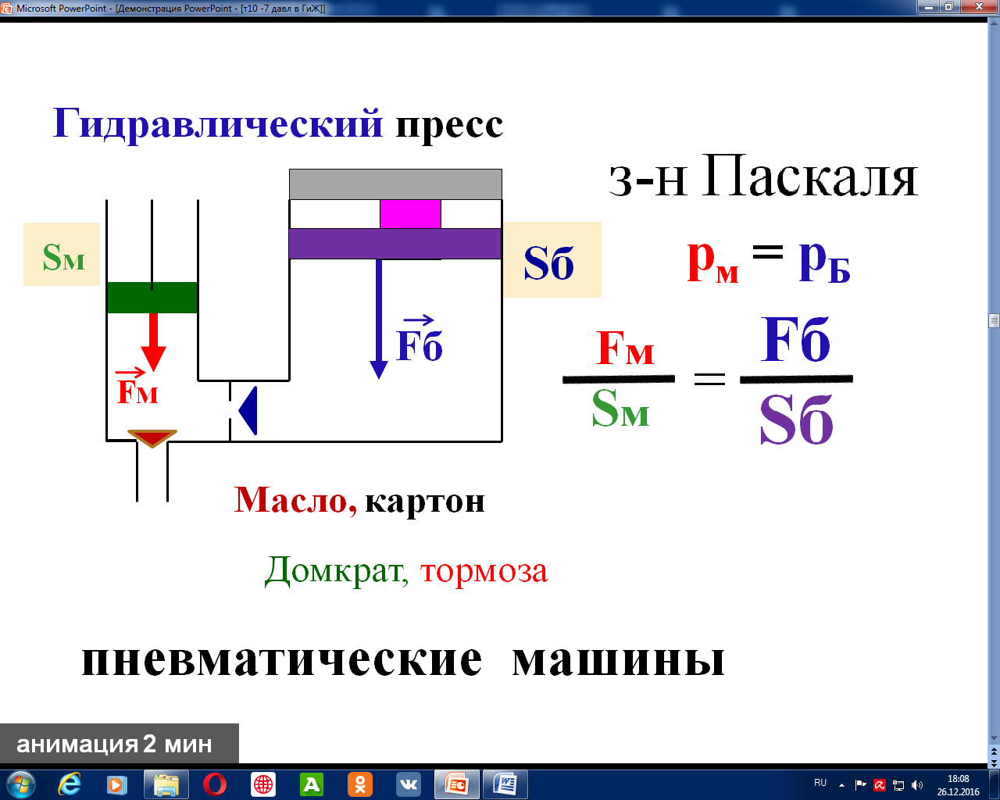 Microsoft PowerPoint - [Демонстрация PowerPoint - [т10 -7 давл в ГиЖ]]
Гидравлический пресс
з-н Паскаля
Sм
Sб
pм = pБ
Fм
Fб
Fм / Sм = Fб / Sб
Масло, картон
Домкрат, тормоза
пневматические машины
анимация 2 мин
RU
18:08
26.12.2016